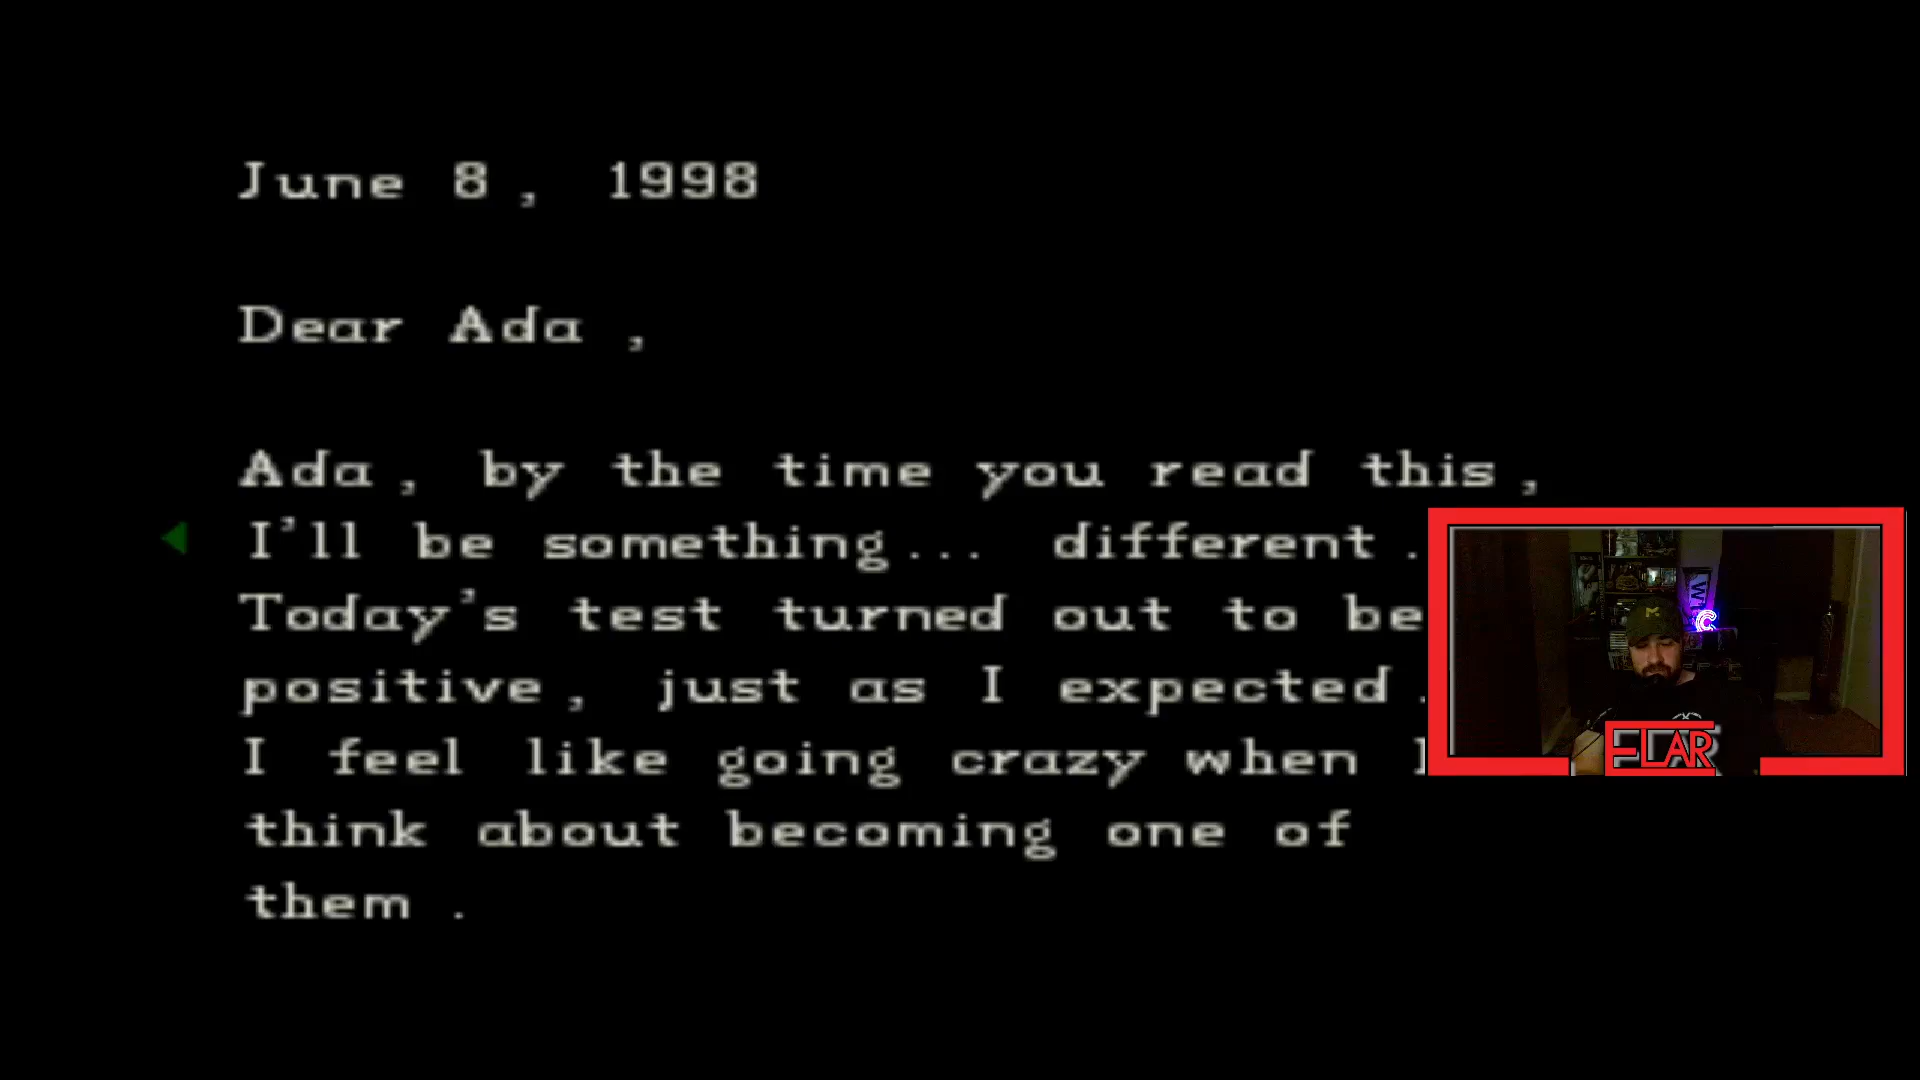 June 8, 1998
Dear Ada,
Ada, by the time you read this,
I'll be something... different.
Today's test turned out to be
positive, just as I expected.
I feel like going crazy when I
think about becoming one of
them.
C
M
W
ELAR